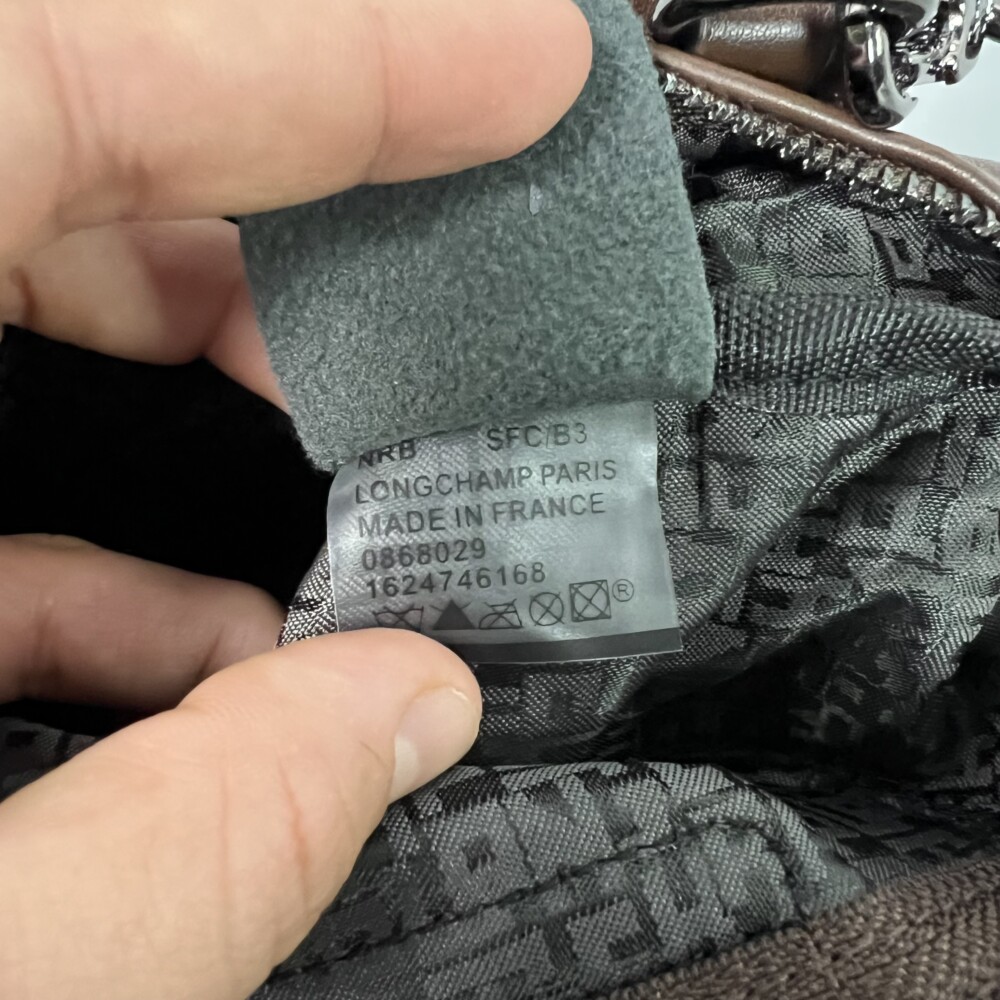 NRB SFC/B3
LONGCHAMP PARIS
MADE IN FRANCE
0868029
1624746168
®